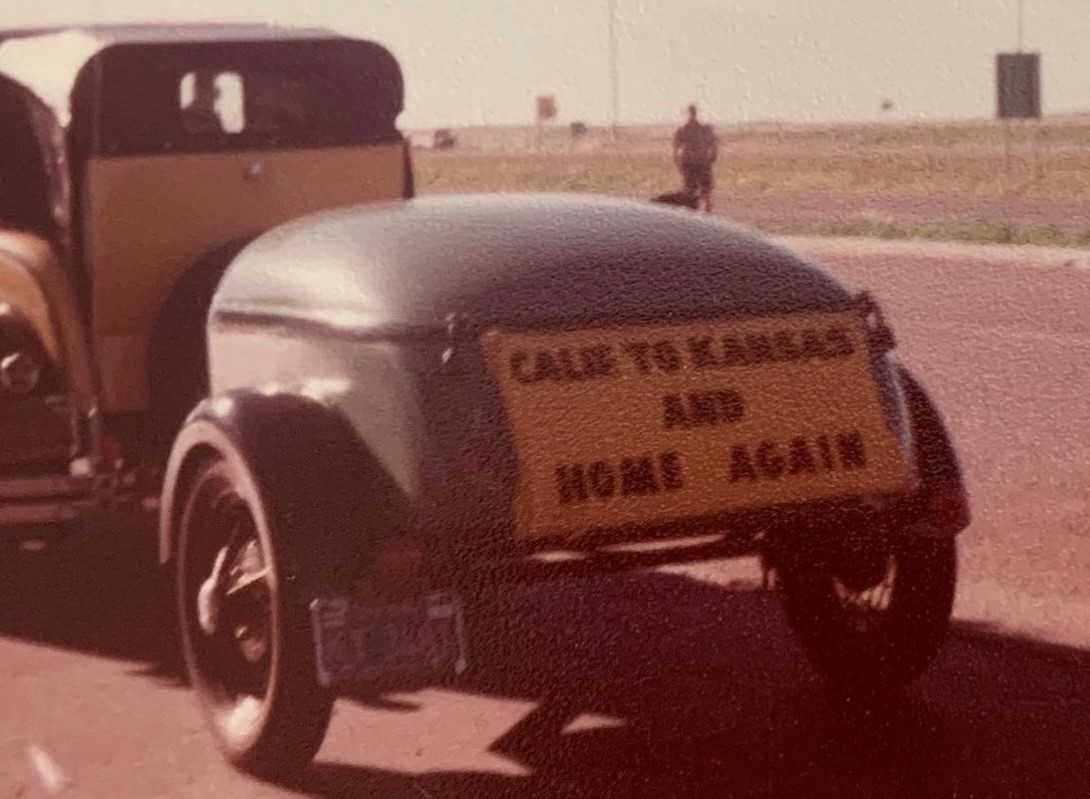 CALIF TO KANSAS
AND
HOME AGAIN